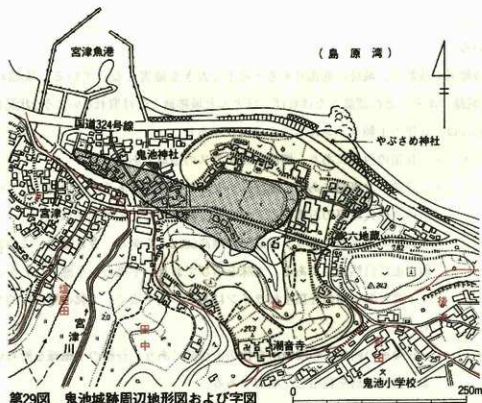 宮津魚港
(島原湾)
国道324号線
やぶさめ神社
鬼池神社
六地蔵
宮津
宮津川
田中
潮音寺
鬼池小学校
第29図 鬼池城跡周辺地形図および字図
0 250m